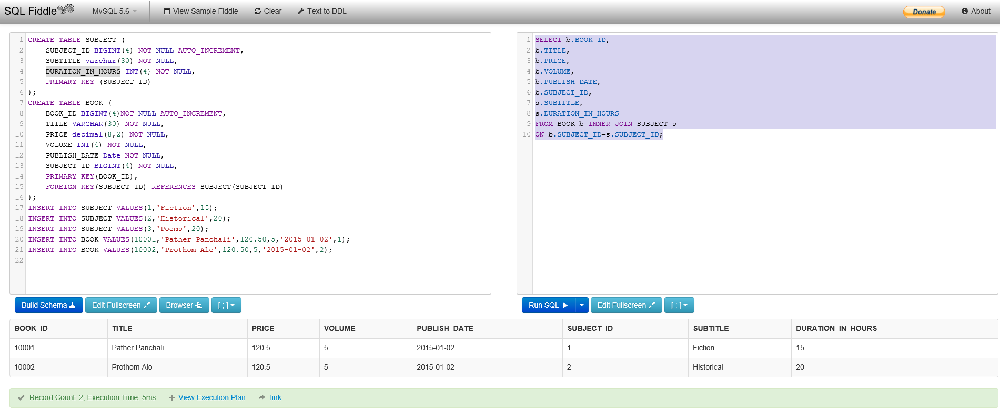 SQL Fiddle MySQL 5.6 View Sample Fiddle Clear Text to DDL Donate About
1 CREATE TABLE SUBJECT (
2     SUBJECT_ID BIGINT(4) NOT NULL AUTO_INCREMENT,
3     SUBTITLE varchar(30) NOT NULL,
4     DURATION_IN_HOURS INT(4) NOT NULL,
5     PRIMARY KEY (SUBJECT_ID)
6 );
7 CREATE TABLE BOOK (
8     BOOK_ID BIGINT(4)NOT NULL AUTO_INCREMENT,
9     TITLE VARCHAR(30) NOT NULL,
10     PRICE decimal(8,2) NOT NULL,
11     VOLUME INT(4) NOT NULL,
12     PUBLISH_DATE Date NOT NULL,
13     SUBJECT_ID BIGINT(4) NOT NULL,
14     PRIMARY KEY(BOOK_ID),
15     FOREIGN KEY(SUBJECT_ID) REFERENCES SUBJECT(SUBJECT_ID)
16 );
17 INSERT INTO SUBJECT VALUES(1,'Fiction',15);
18 INSERT INTO SUBJECT VALUES(2,'Historical',20);
19 INSERT INTO SUBJECT VALUES(3,'Poems',20);
20 INSERT INTO BOOK VALUES(10001,'Pather Panchali',120.50,5,'2015-01-02',1);
21 INSERT INTO BOOK VALUES(10002,'Prothom Alo',120.50,5,'2015-01-02',2);
22
1 SELECT b.BOOK_ID,
2 b.TITLE,
3 b.PRICE,
4 b.VOLUME,
5 b.PUBLISH_DATE,
6 b.SUBJECT_ID,
7 s.SUBTITLE,
8 s.DURATION_IN_HOURS
9 FROM BOOK b INNER JOIN SUBJECT s
10 ON b.SUBJECT_ID=s.SUBJECT_ID;
Build Schema Edit Fullscreen Browser [ ; ] Run SQL Edit Fullscreen [ ; ]
BOOK_ID TITLE PRICE VOLUME PUBLISH_DATE SUBJECT_ID SUBTITLE DURATION_IN_HOURS
10001 Pather Panchali 120.5 5 2015-01-02 1 Fiction 15
10002 Prothom Alo 120.5 5 2015-01-02 2 Historical 20
Record Count: 2; Execution Time: 5ms View Execution Plan link